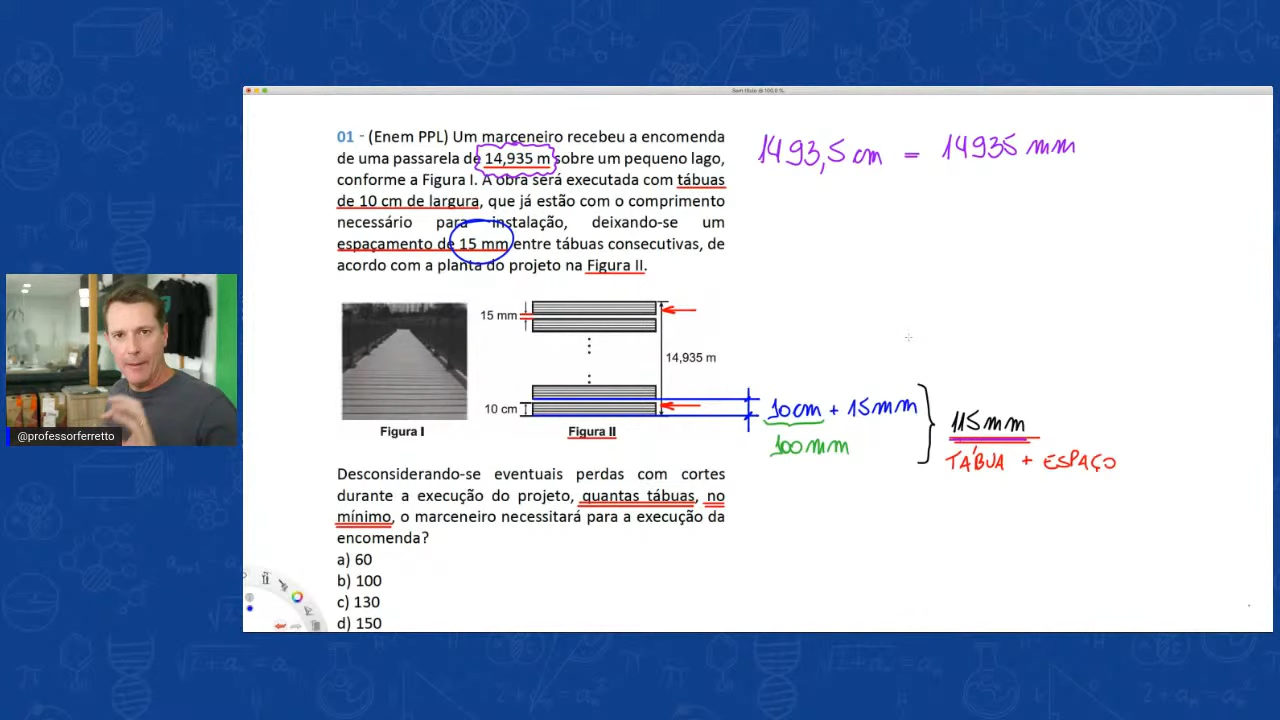 Sem título @ 100,0 %
01 - (Enem PPL) Um marceneiro recebeu a encomenda
de uma passarela de 14,935 m sobre um pequeno lago,
conforme a Figura I. A obra será executada com tábuas
de 10 cm de largura, que já estão com o comprimento
necessário para instalação, deixando-se um
espaçamento de 15 mm entre tábuas consecutivas, de
acordo com a planta do projeto na Figura II.
1493,5 cm = 14935 mm
15 mm
14,935 m
10 cm
Figura I
Figura II
10cm + 15mm
100mm
115mm
TÁBUA + ESPAÇO
@professorferretto
Desconsiderando-se eventuais perdas com cortes
durante a execução do projeto, quantas tábuas, no
mínimo, o marceneiro necessitará para a execução da
encomenda?
a) 60
b) 100
c) 130
d) 150